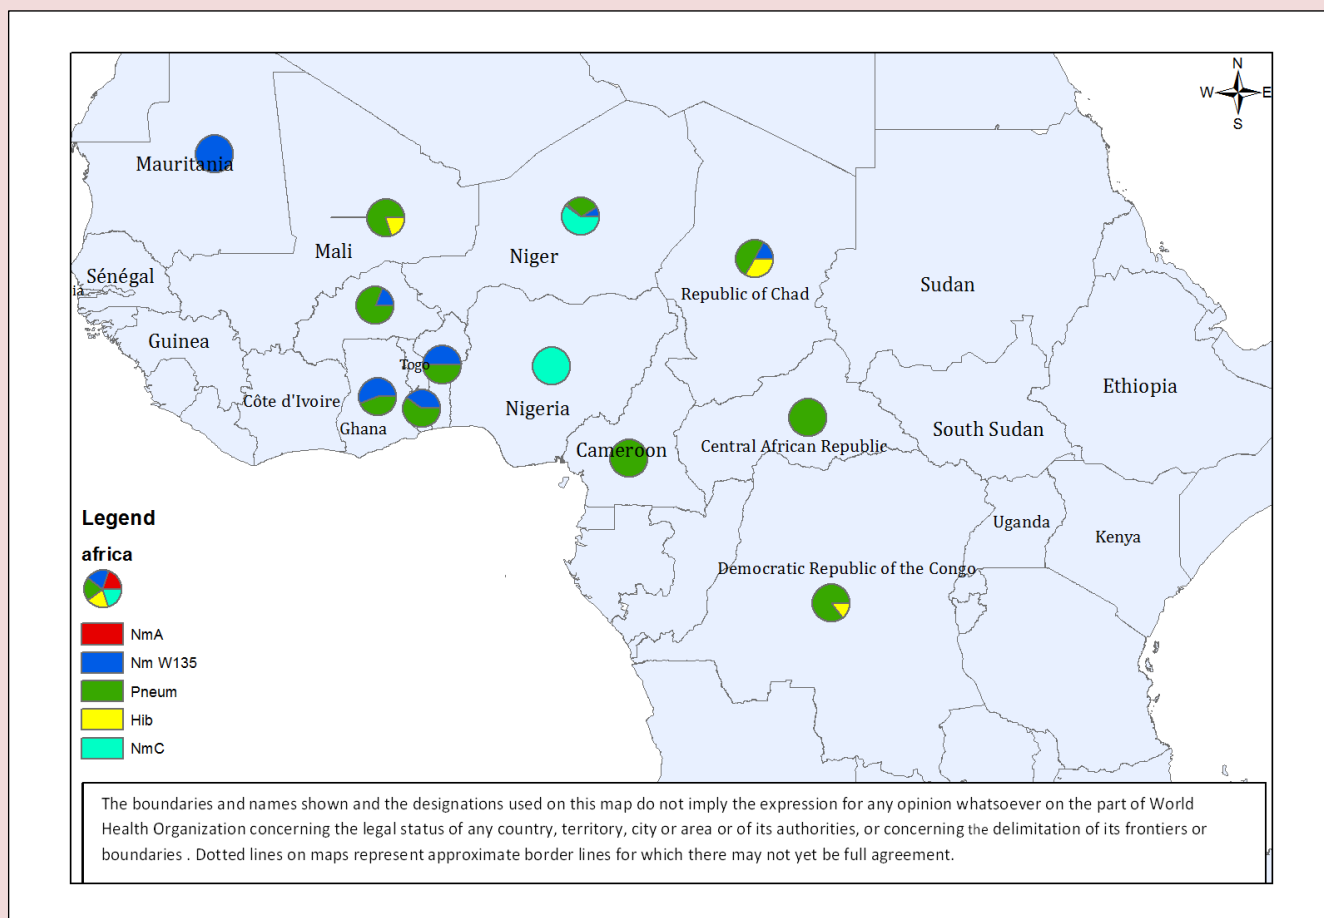 N
W E
S
Mauritania
Mali
Niger
Republic of Chad
Sudan
Sénégal
ia
Guinea
Togo
Côte d'Ivoire
Ghana
Nigeria
Cameroon
Central African Republic
South Sudan
Ethiopia
Uganda
Kenya
Democratic Republic of the Congo
Legend
africa
NmA
Nm W135
Pneum
Hib
NmC
The boundaries and names shown and the designations used on this map do not imply the expression for any opinion whatsoever on the part of World
Health Organization concerning the legal status of any country, territory, city or area or of its authorities, or concerning the delimitation of its frontiers or
boundaries . Dotted lines on maps represent approximate border lines for which there may not yet be full agreement.